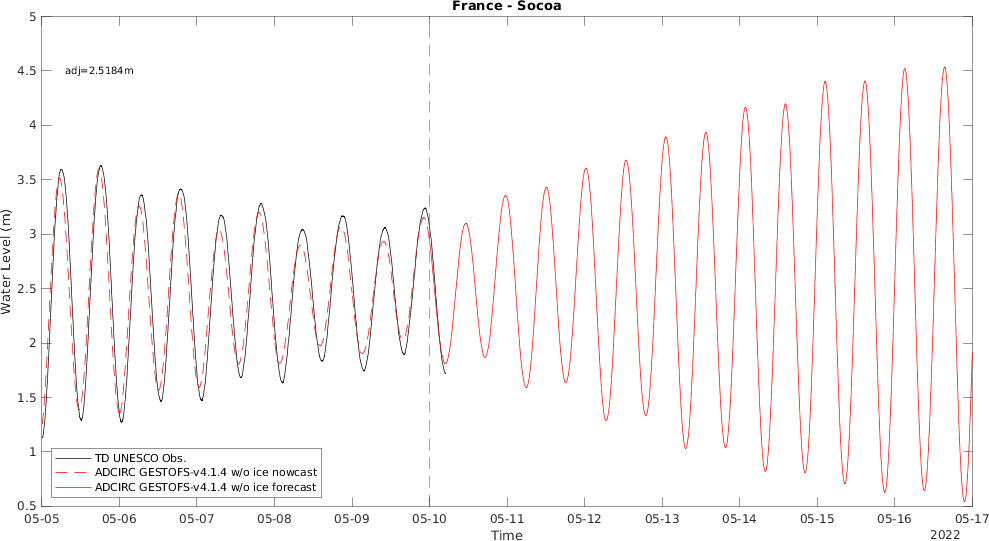 France - Socoa
5
4.5
4
3.5
3
2.5
2
1.5
1
0.5
Water Level (m)
adj=2.5184m
TD UNESCO Obs.
ADCIRC GESTOFS-v4.1.4 w/o ice nowcast
ADCIRC GESTOFS-v4.1.4 w/o ice forecast
05-05 05-06 05-07 05-08 05-09 05-10 05-11 05-12 05-13 05-14 05-15 05-16 05-17
Time
2022